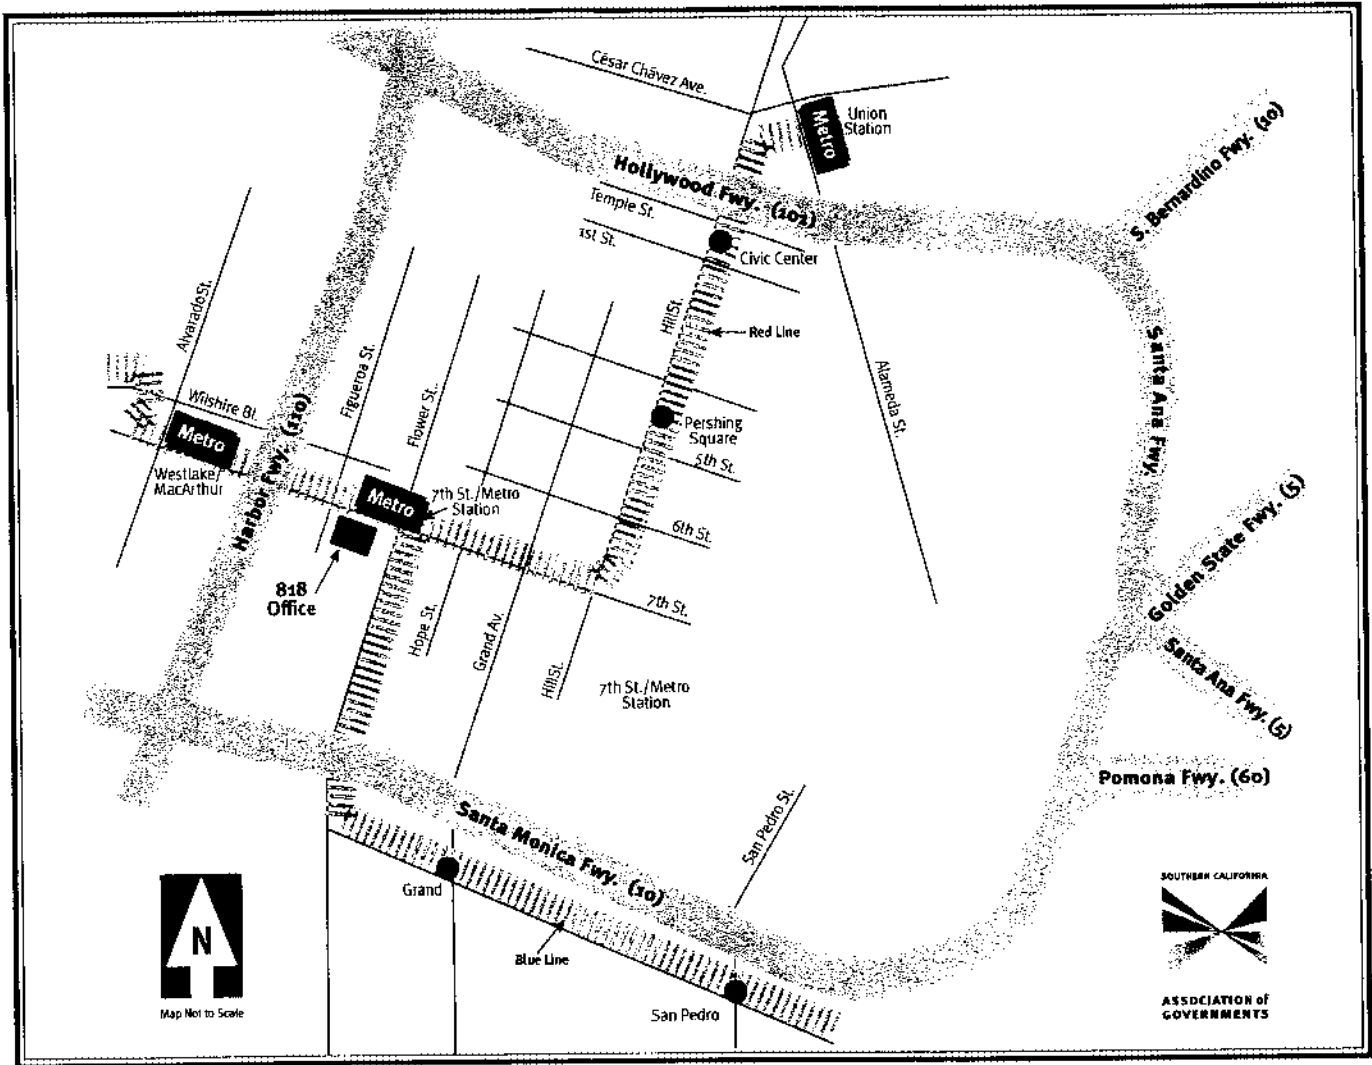 César Chávez Ave.
Metro
Union
Station
S. Bernardino Fwy. (10)
Hollywood Fwy. (101)
Temple St.
1st St.
Civic Center
Hill St.
Red Line
Alvarado St.
Figueroa St.
Flower St.
Alameda St.
Santa Ana Fwy.
Wilshire Bl.
Harbor Fwy. (110)
Metro
Westlake/
MacArthur
Pershing
Square
5th St.
Metro
7th St./Metro
Station
6th St.
Golden State Fwy. (5)
818
Office
7th St.
Hope St.
Grand Av.
Hill St.
7th St./Metro
Station
Santa Ana Fwy. (5)
Pomona Fwy. (60)
Santa Monica Fwy. (10)
San Pedro St.
Grand
Blue Line
San Pedro
N
Map Not to Scale
SOUTHERN CALIFORNIA
ASSOCIATION of
GOVERNMENTS